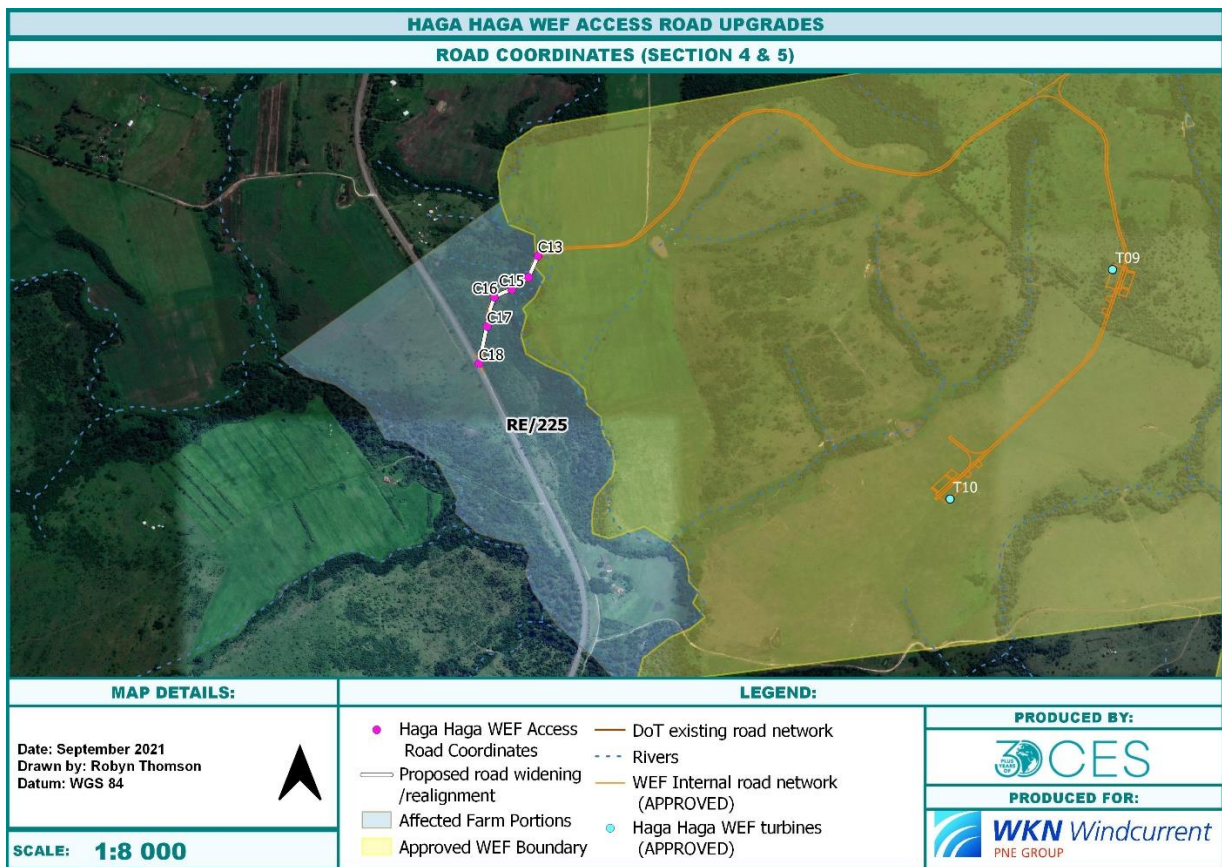 HAGA HAGA WEF ACCESS ROAD UPGRADES
ROAD COORDINATES (SECTION 4 & 5)
C13
C15
C16
C17
C18
RE/225
T09
T10
MAP DETAILS:
Date: September 2021
Drawn by: Robyn Thomson
Datum: WGS 84
SCALE: 1:8 000
LEGEND:
Haga Haga WEF Access
Road Coordinates
Proposed road widening
/realignment
Affected Farm Portions
Approved WEF Boundary
DoT existing road network
Rivers
WEF Internal road network
(APPROVED)
Haga Haga WEF turbines
(APPROVED)
PRODUCED BY:
30 PLUS YEARS OF CES
PRODUCED FOR:
WKN Windcurrent
PNE GROUP